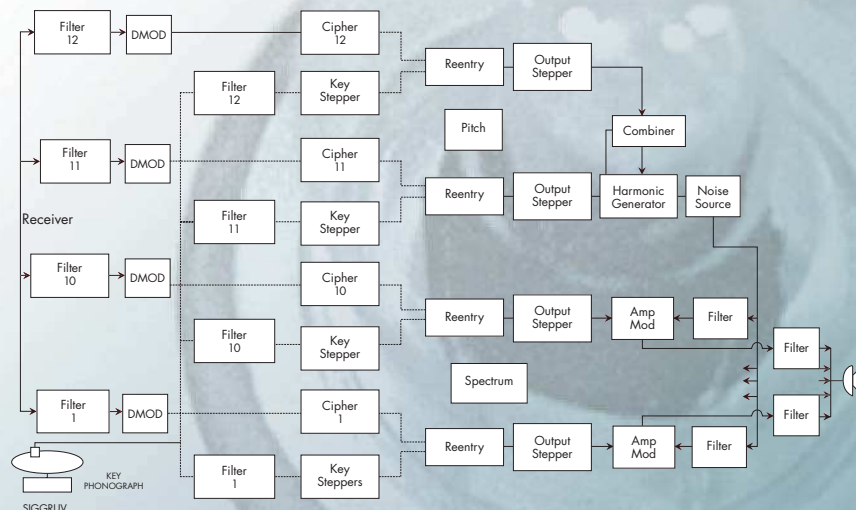 Filter
12
DMOD
Cipher
12
Reentry
Output
Stepper
Filter
12
Key
Stepper
Pitch
Combiner
Filter
11
DMOD
Cipher
11
Reentry
Output
Stepper
Harmonic
Generator
Noise
Source
Receiver
Filter
11
Key
Stepper
Filter
10
DMOD
Cipher
10
Reentry
Output
Stepper
Amp
Mod
Filter
Filter
Filter
10
Key
Stepper
Spectrum
Filter
1
DMOD
Cipher
1
Filter
Reentry
Output
Stepper
Amp
Mod
Filter
Filter
1
Key
Steppers
KEY
PHONOGRAPH
SIGGRUV